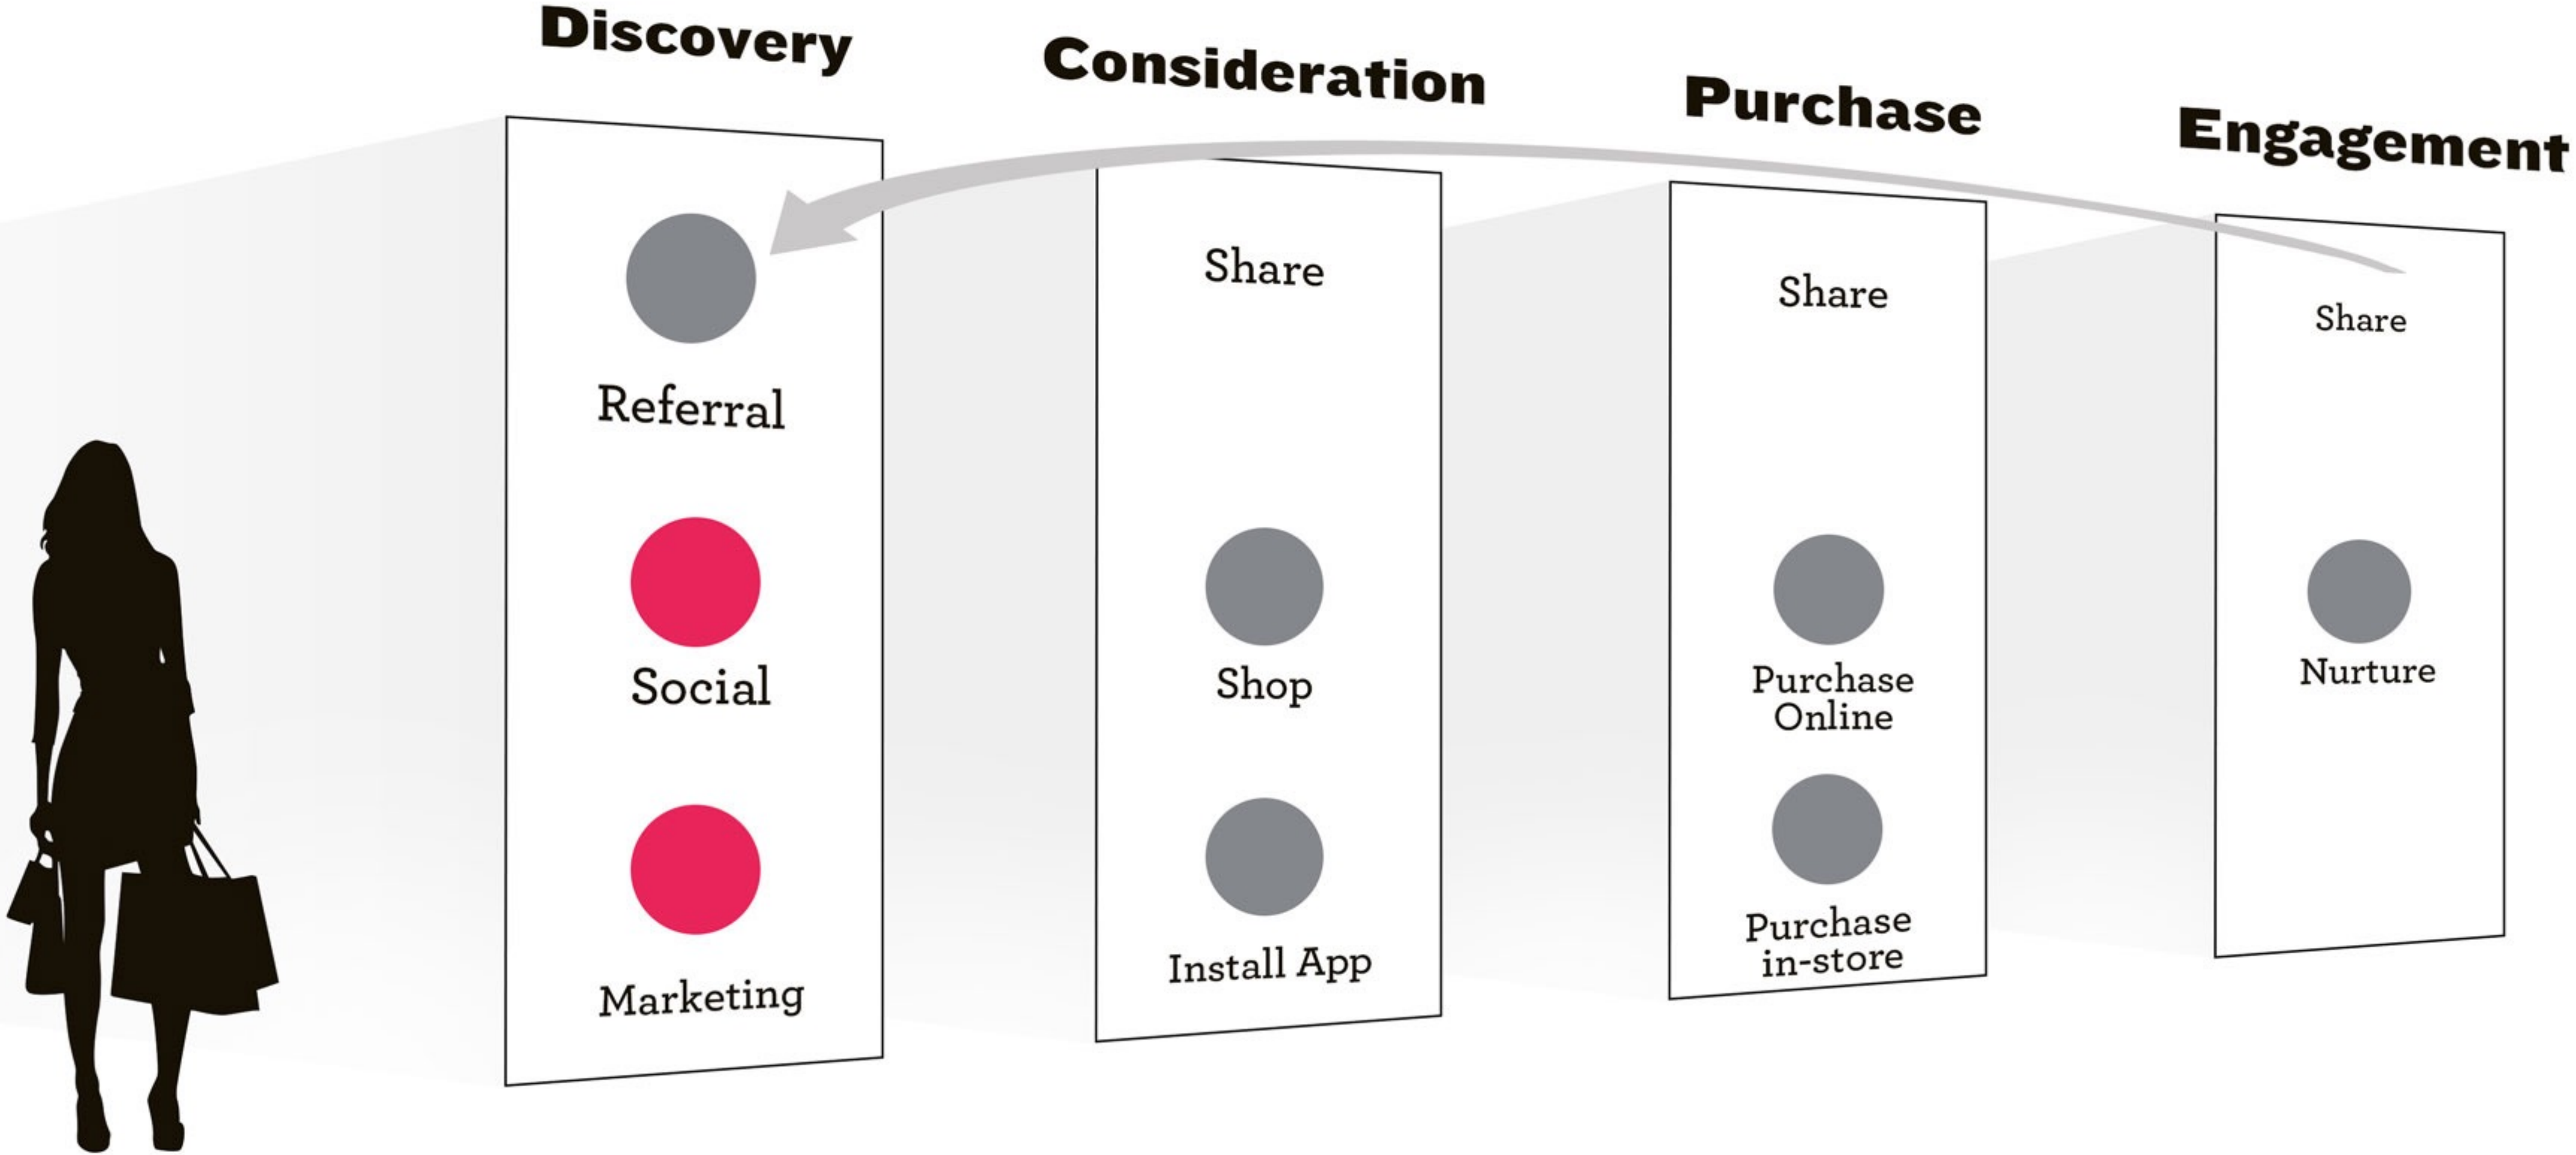 Discovery
Consideration
Purchase
Engagement
Referral
Social
Marketing
Share
Shop
Install App
Share
Purchase
Online
Purchase
in-store
Share
Nurture